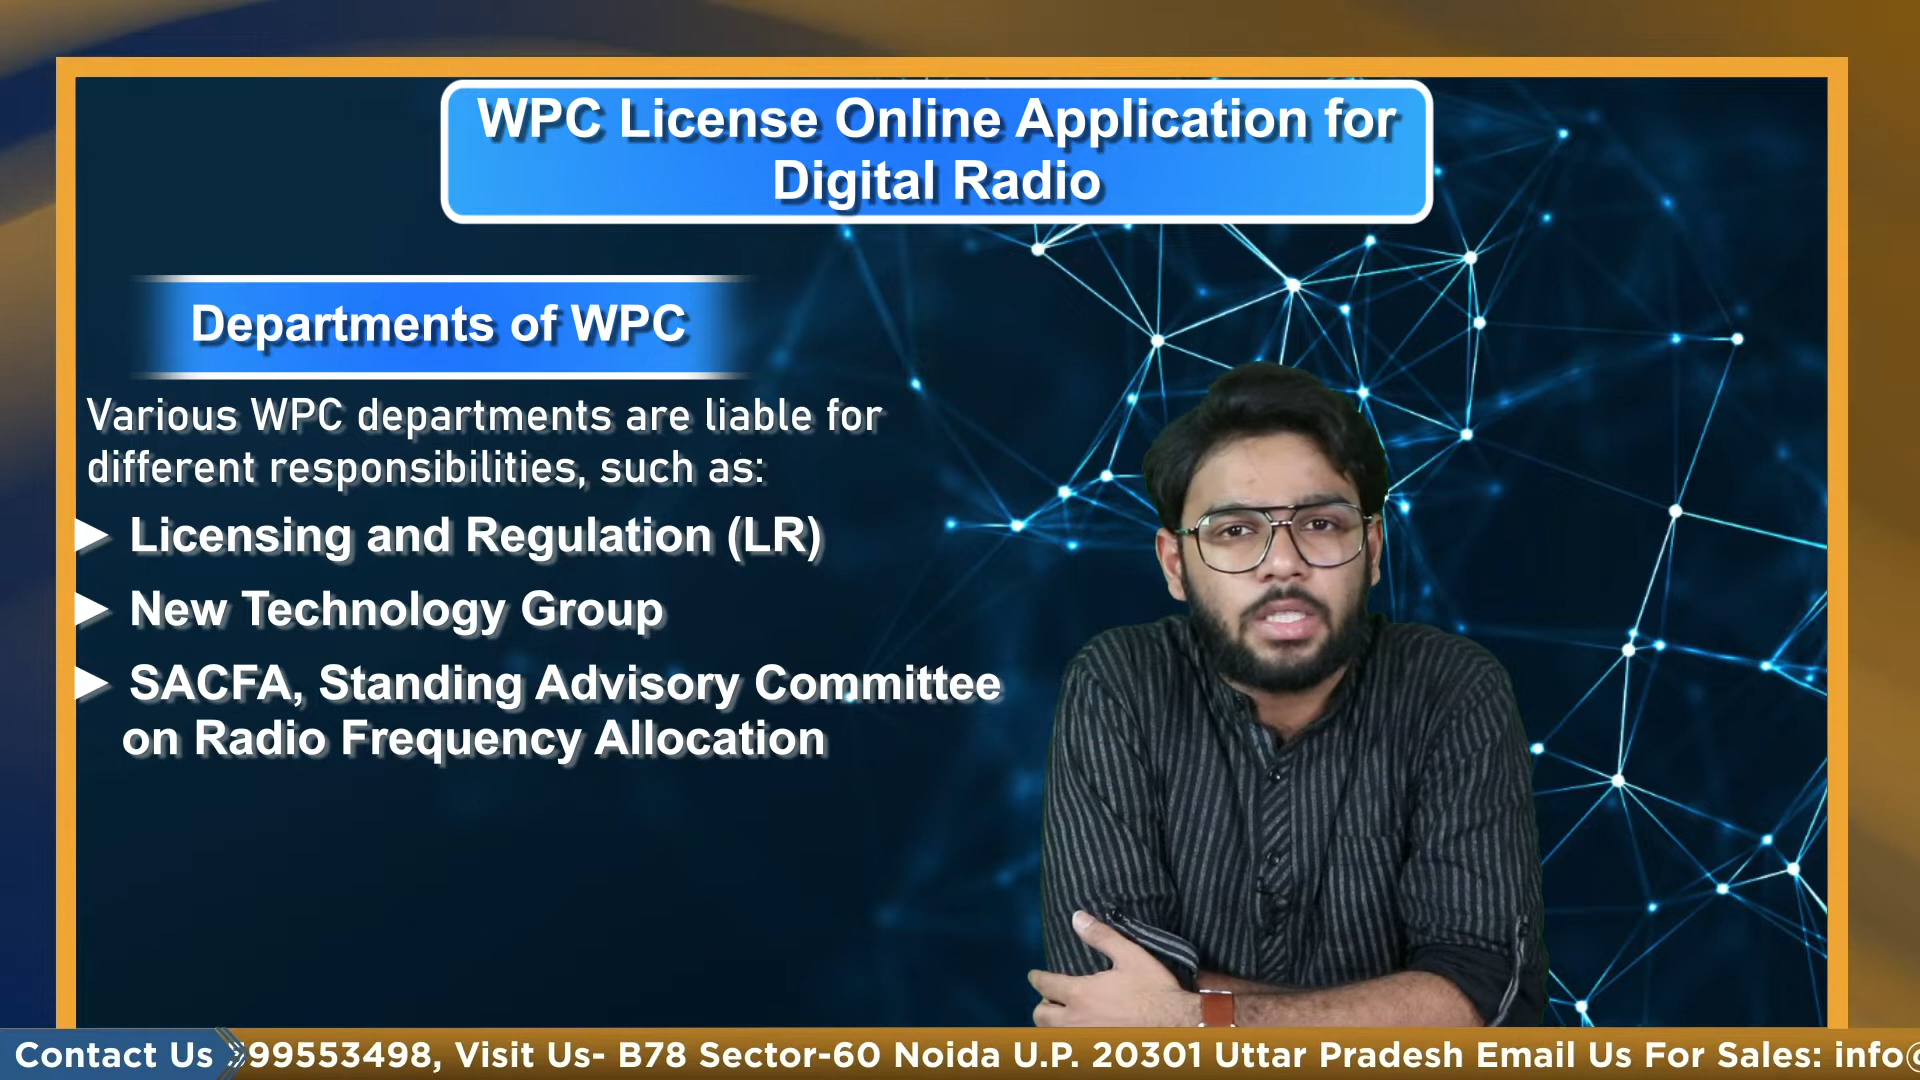 WPC License Online Application for
Digital Radio
Departments of WPC
Various WPC departments are liable for
different responsibilities, such as:
► Licensing and Regulation (LR)
► New Technology Group
► SACFA, Standing Advisory Committee
on Radio Frequency Allocation
Contact Us 99553498, Visit Us- B78 Sector-60 Noida U.P. 20301 Uttar Pradesh Email Us For Sales: info@